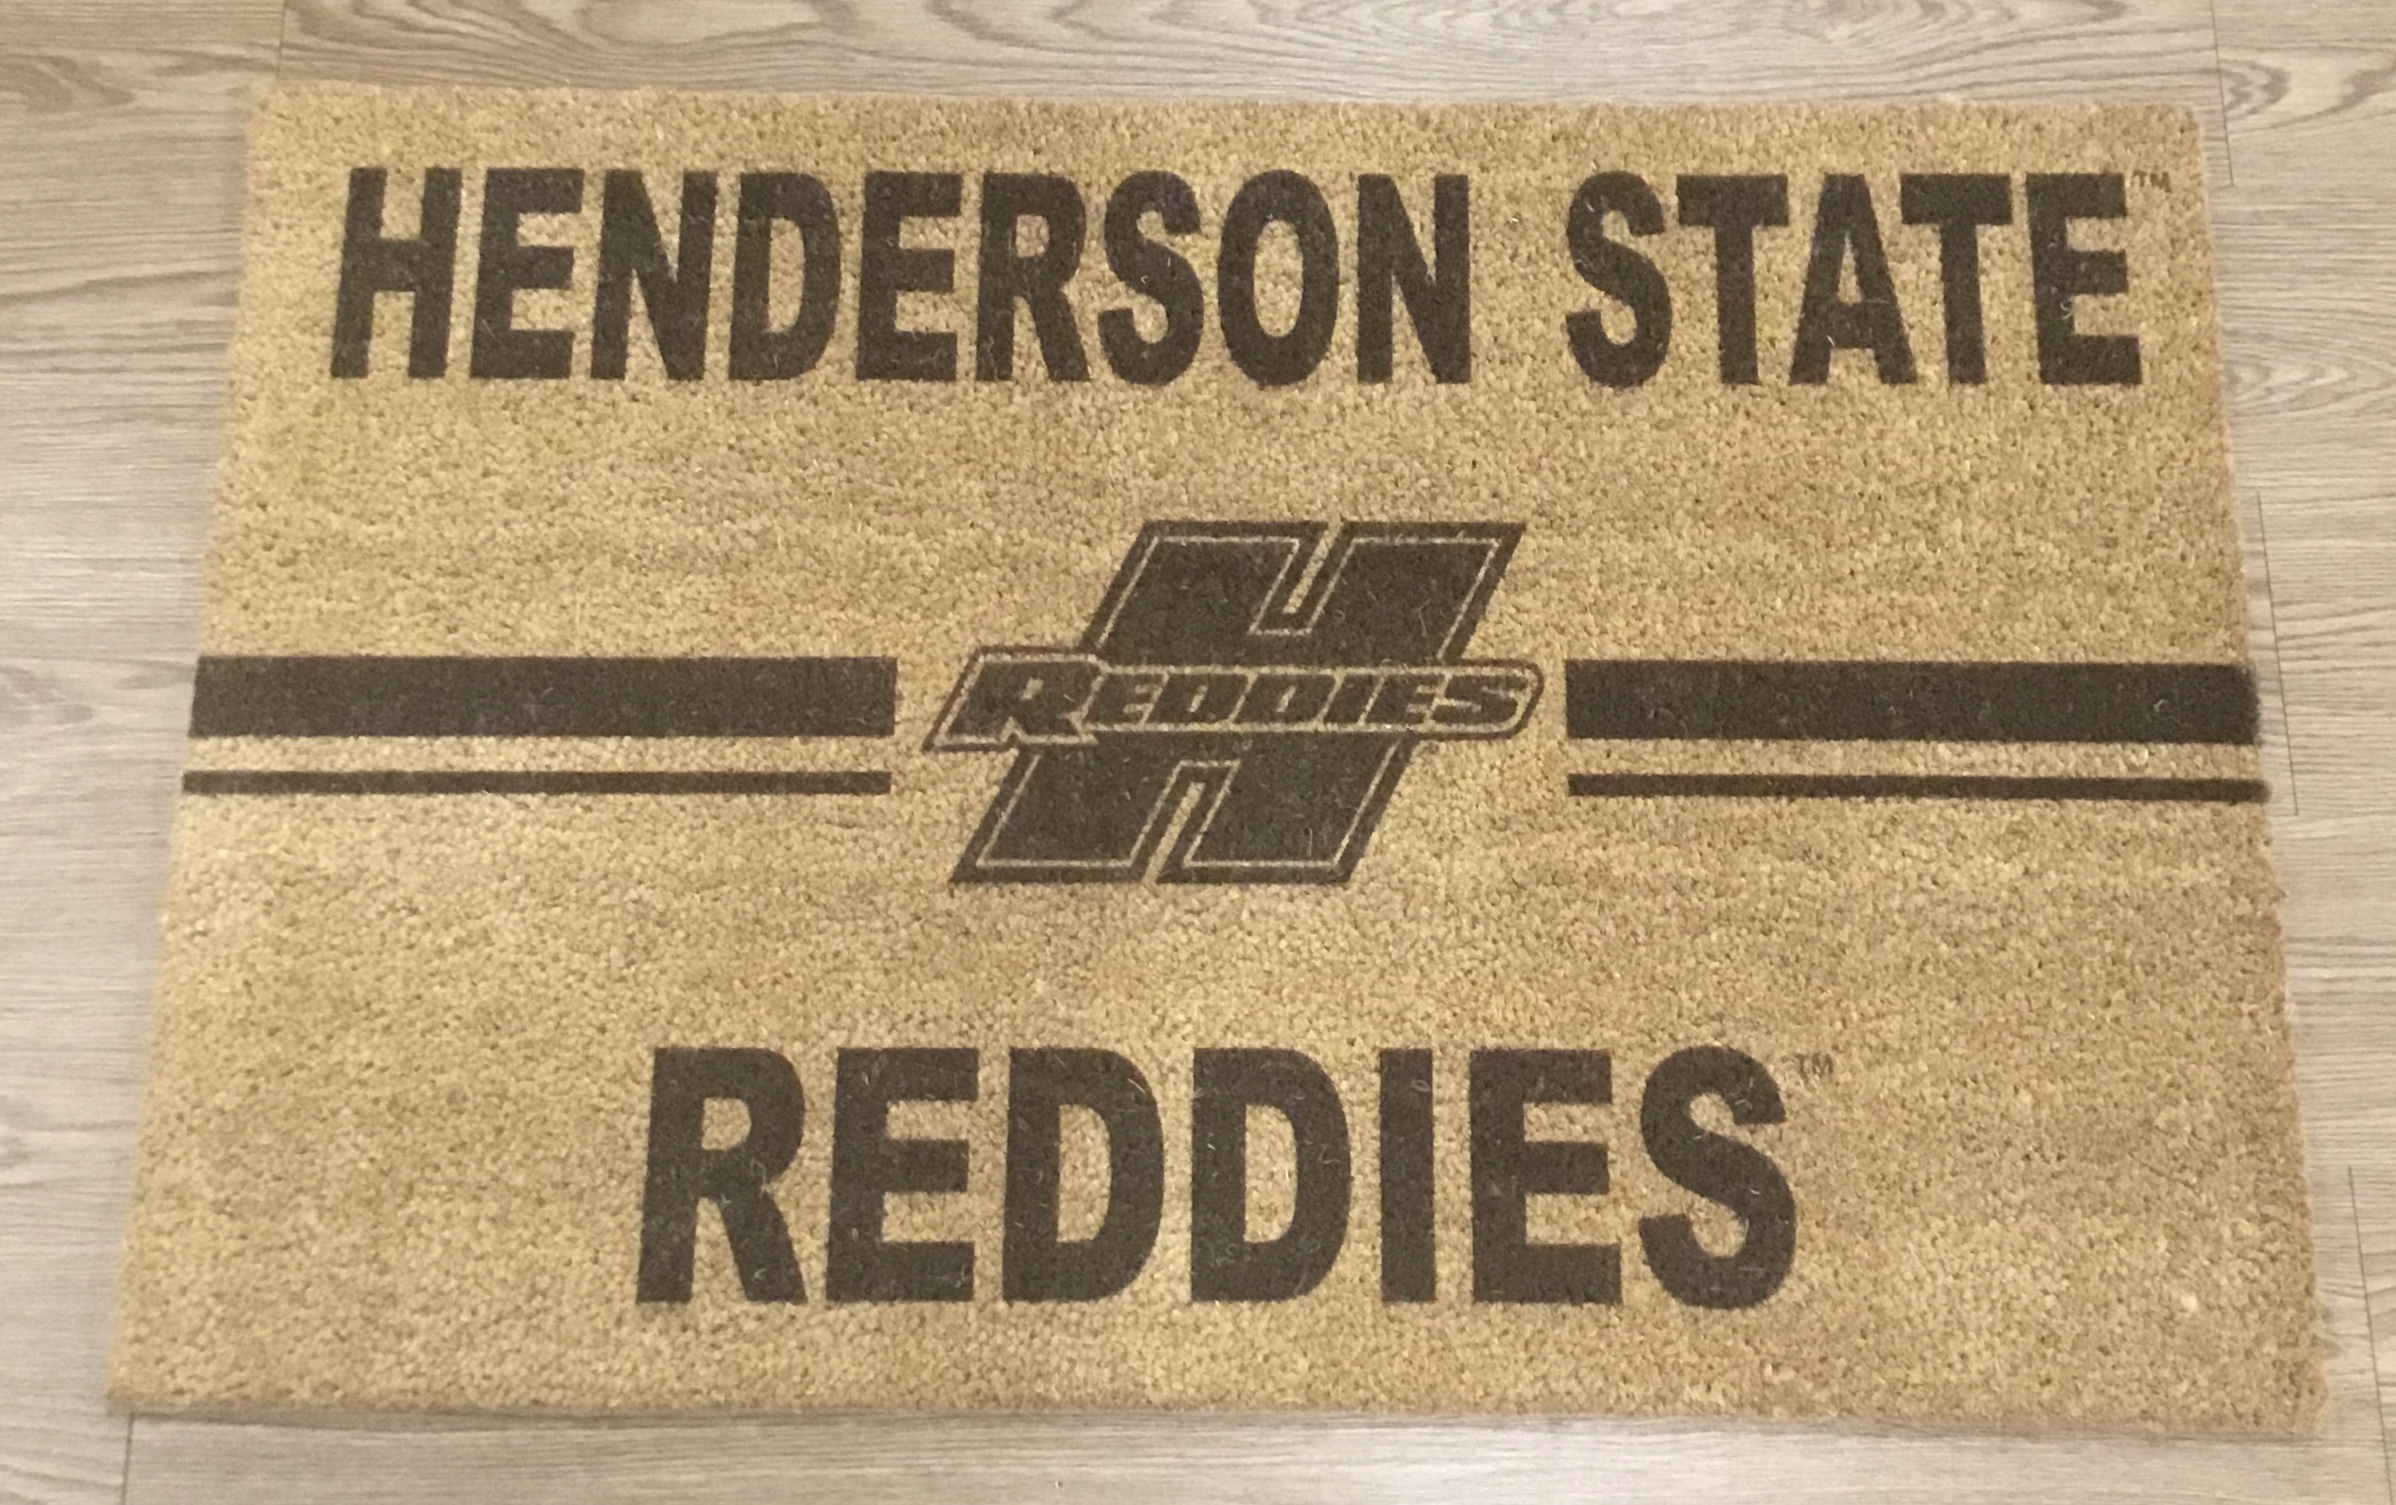 HENDERSON STATE™
H
REDDIES
REDDIES™